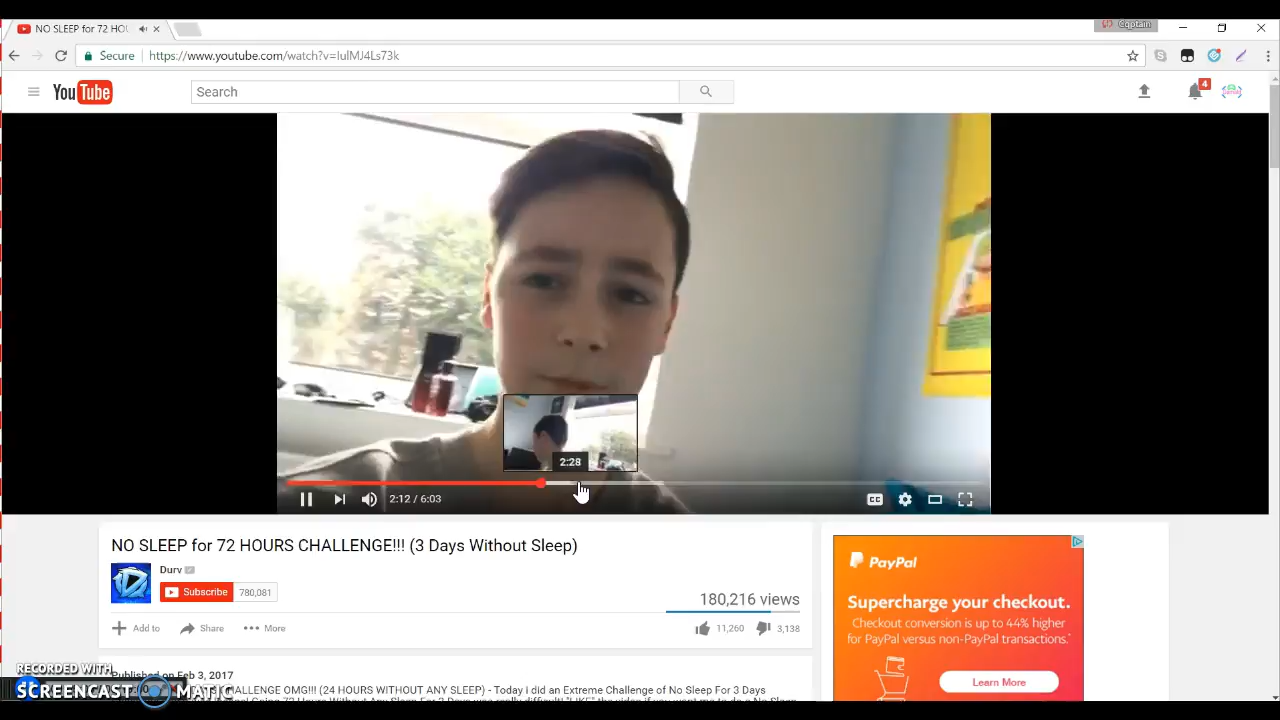 NO SLEEP for 72 HOU
Captain
Secure
https://www.youtube.com/watch?v=IulMJ4Ls73k
YouTube
Search
4
2:28
2:12 / 6:03
CC
NO SLEEP for 72 HOURS CHALLENGE!!! (3 Days Without Sleep)
Durv
Subscribe 780,081
180,216 views
Add to Share More
11,260 3,138
Published on Feb 3, 2017
CHALLENGE OMG!!! (24 HOURS WITHOUT ANY SLEEP) - Today i did an Extreme Challenge of No Sleep For 3 Days
PayPal
Supercharge your checkout.
Checkout conversion is up to 44% higher
for PayPal versus non-PayPal transactions.*
Learn More
RECORDED WITH
SCREENCAST MATIC